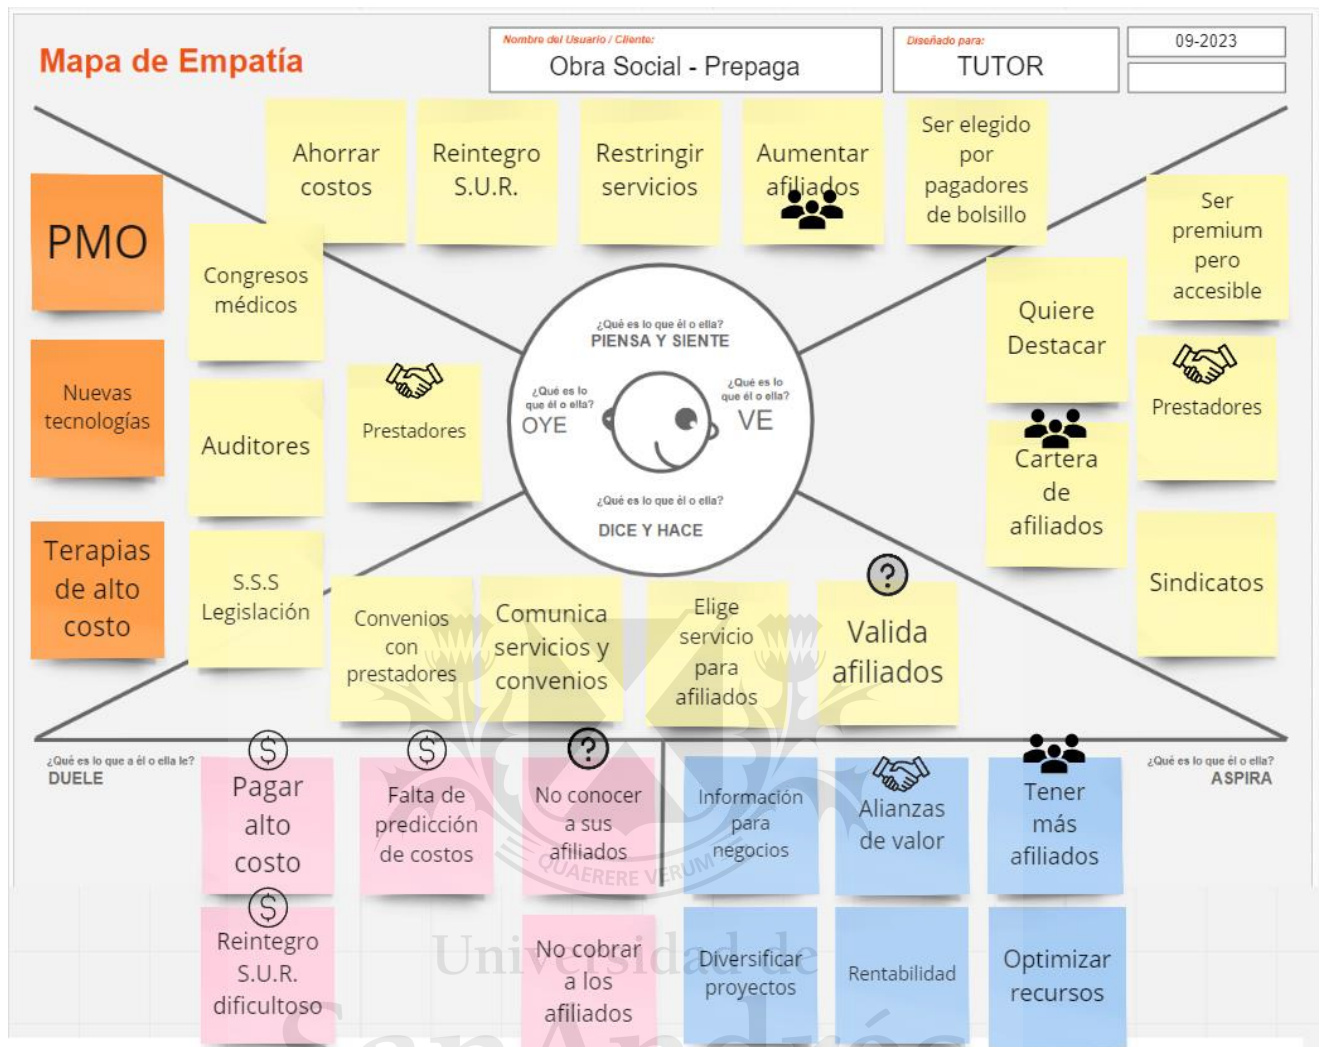 Mapa de Empatía
Nombre del Usuario / Cliente:
Obra Social - Prepaga
Diseñado para:
TUTOR
09-2023
Ahorrar
costos
Reintegro
S.U.R.
Restringir
servicios
Aumentar
afiliados
Ser elegido
por
pagadores
de bolsillo
PMO
Nuevas
tecnologías
Terapias
de alto
costo
Congresos
médicos
Auditores
S.S.S
Legislación
Prestadores
¿Qué es lo que él o ella?
PIENSA Y SIENTE
¿Qué es lo
que él o ella?
OYE
¿Qué es lo
que él o ella?
VE
¿Qué es lo que él o ella?
DICE Y HACE
Quiere
Destacar
Cartera
de
afiliados
Ser
premium
pero
accesible
Prestadores
Sindicatos
Convenios
con
prestadores
Comunica
servicios y
convenios
Elige
servicio
para
afiliados
?
Valida
afiliados
¿Qué es lo que a él o ella le?
DUELE
$
Pagar
alto
costo
$
Falta de
predicción
de costos
?
No conocer
a sus
afiliados
$
Reintegro
S.U.R.
dificultoso
No cobrar
a los
afiliados
¿Qué es lo que él o ella?
ASPIRA
Información
para
negocios
Alianzas
de valor
Tener
más
afiliados
Diversificar
proyectos
Rentabilidad
Optimizar
recursos
QUAERERE VERUM
Universidad de
SanAndrés